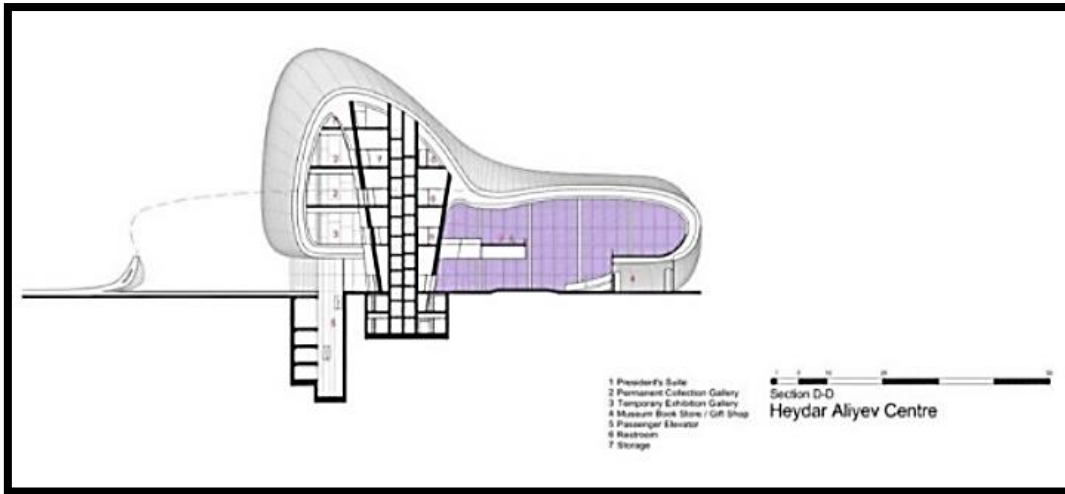 1 President's Suite
2 Permanent Collection Gallery
3 Temporary Exhibition Gallery
4 Museum Book Store / Gift Shop
5 Passenger Elevator
6 Restroom
7 Storage
Section D-D
Heydar Aliyev Centre